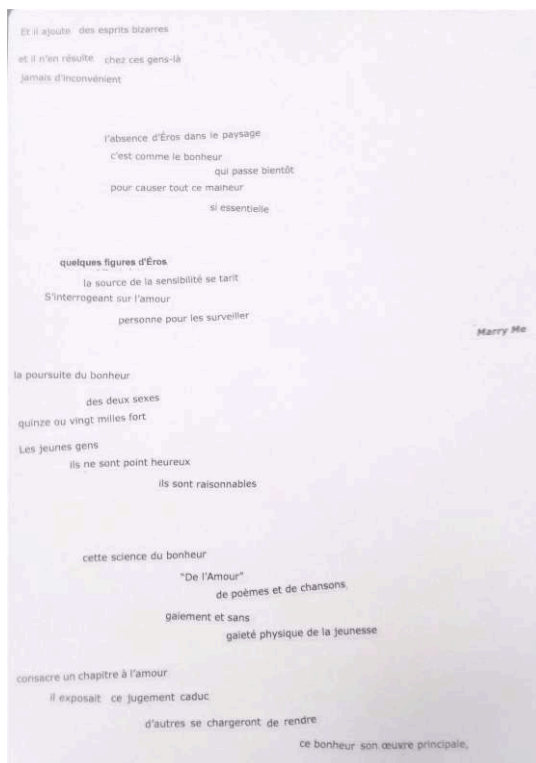 Et il ajoute des esprits bizarres
et il n'en résulte chez ces gens-là
jamais d'inconvénient
l'absence d'Éros dans le paysage
c'est comme le bonheur
qui passe bientôt
pour causer tout ce malheur
si essentielle
quelques figures d'Éros
la source de la sensibilité se tarit
S'interrogeant sur l'amour
personne pour les surveiller
Marry Me
la poursuite du bonheur
des deux sexes
quinze ou vingt milles fort
Les jeunes gens
ils ne sont point heureux
ils sont raisonnables
cette science du bonheur
"De l'Amour"
de poèmes et de chansons.
gaiement et sans
gaieté physique de la jeunesse
consacre un chapitre à l'amour
il exposait ce jugement caduc
d'autres se chargeront de rendre
ce bonheur son œuvre principale,